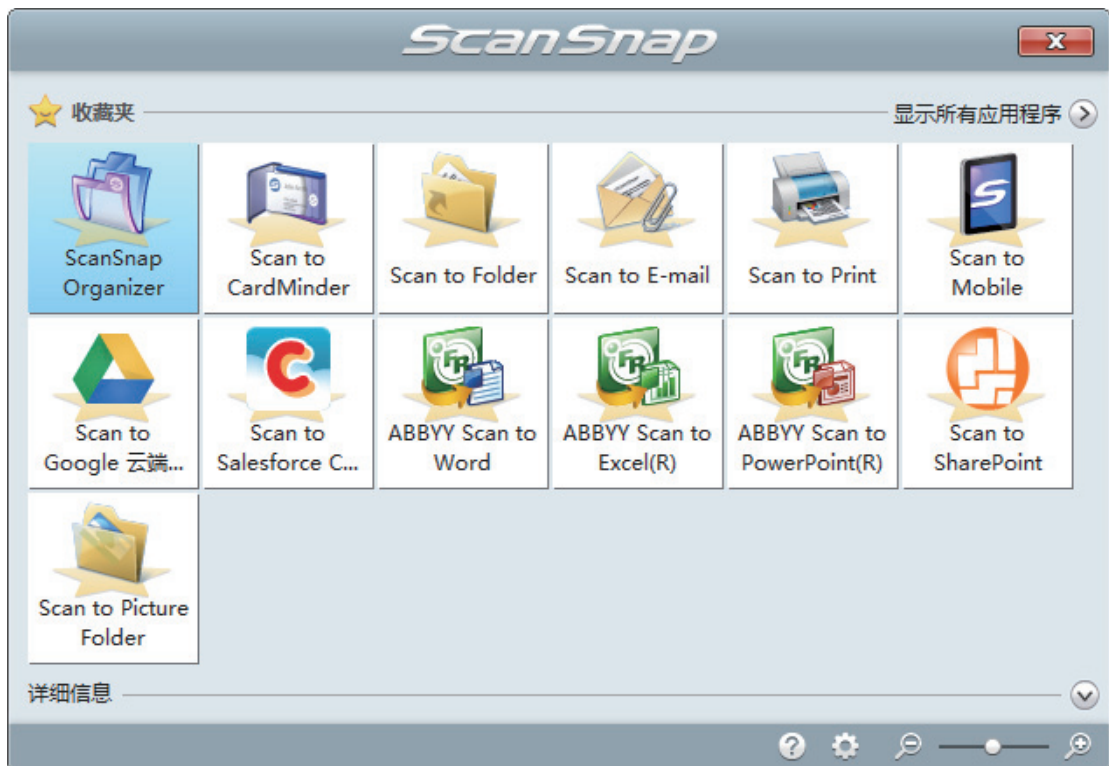 ScanSnap
收藏夹
显示所有应用程序
ScanSnap
Organizer
Scan to
CardMinder
Scan to Folder
Scan to E-mail
Scan to Print
Scan to
Mobile
Scan to
Google 云端...
Scan to
Salesforce C...
ABBYY Scan to
Word
ABBYY Scan to
Excel(R)
ABBYY Scan to
PowerPoint(R)
Scan to
SharePoint
Scan to Picture
Folder
详细信息